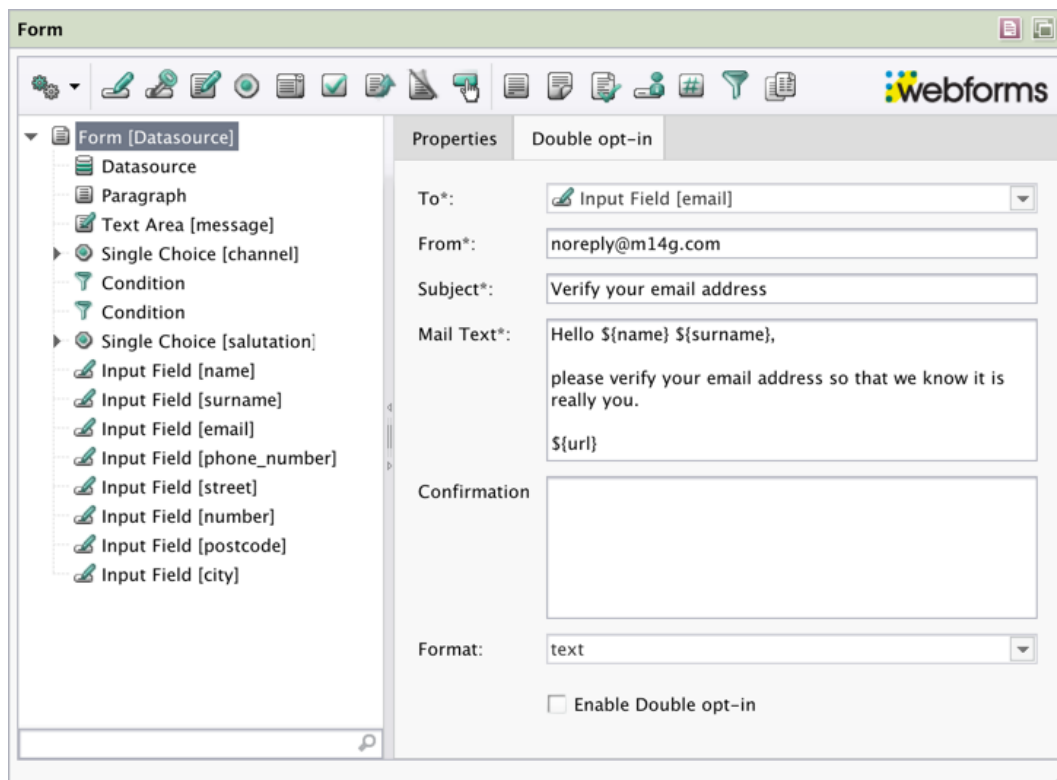 Form
webforms
Form [Datasource]
Datasource
Paragraph
Text Area [message]
Single Choice [channel]
Condition
Condition
Single Choice [salutation]
Input Field [name]
Input Field [surname]
Input Field [email]
Input Field [phone_number]
Input Field [street]
Input Field [number]
Input Field [postcode]
Input Field [city]
Properties
Double opt-in
To*:
Input Field [email]
From*:
noreply@m14g.com
Subject*:
Verify your email address
Mail Text*:
Hello ${name} ${surname},
please verify your email address so that we know it is
really you.
${url}
Confirmation
Format:
text
Enable Double opt-in